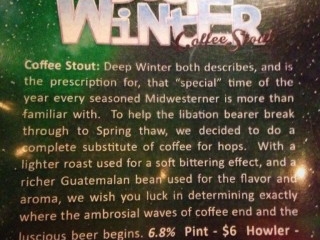 WINTER
Coffee Stout
Coffee Stout: Deep Winter both describes, and is
the prescription for, that “special” time of the
year every seasoned Midwesterner is more than
familiar with. To help the libation bearer break
through to Spring thaw, we decided to do a
complete substitute of coffee for hops. With a
lighter roast used for a soft bittering effect, and a
richer Guatemalan bean used for the flavor and
aroma, we wish you luck in determining exactly
where the ambrosial waves of coffee end and the
luscious beer begins. 6.8% Pint - $6 Howler -